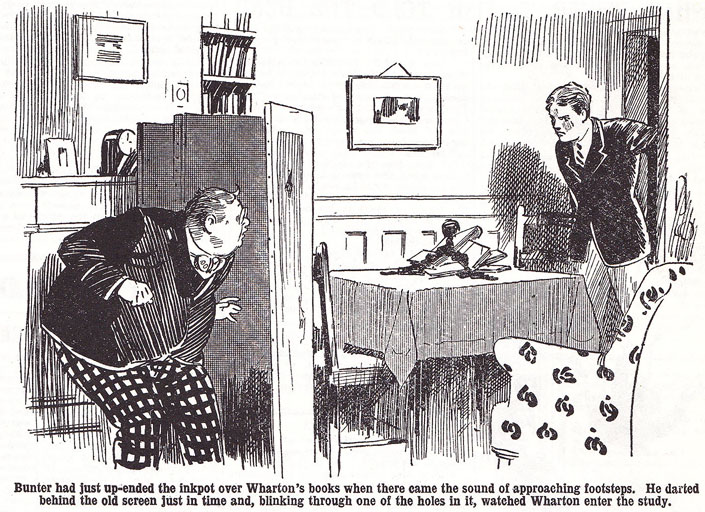 Bunter had just up-ended the inkpot over Wharton's books when there came the sound of approaching footsteps. He darted
behind the old screen just in time and, blinking through one of the holes in it, watched Wharton enter the study.